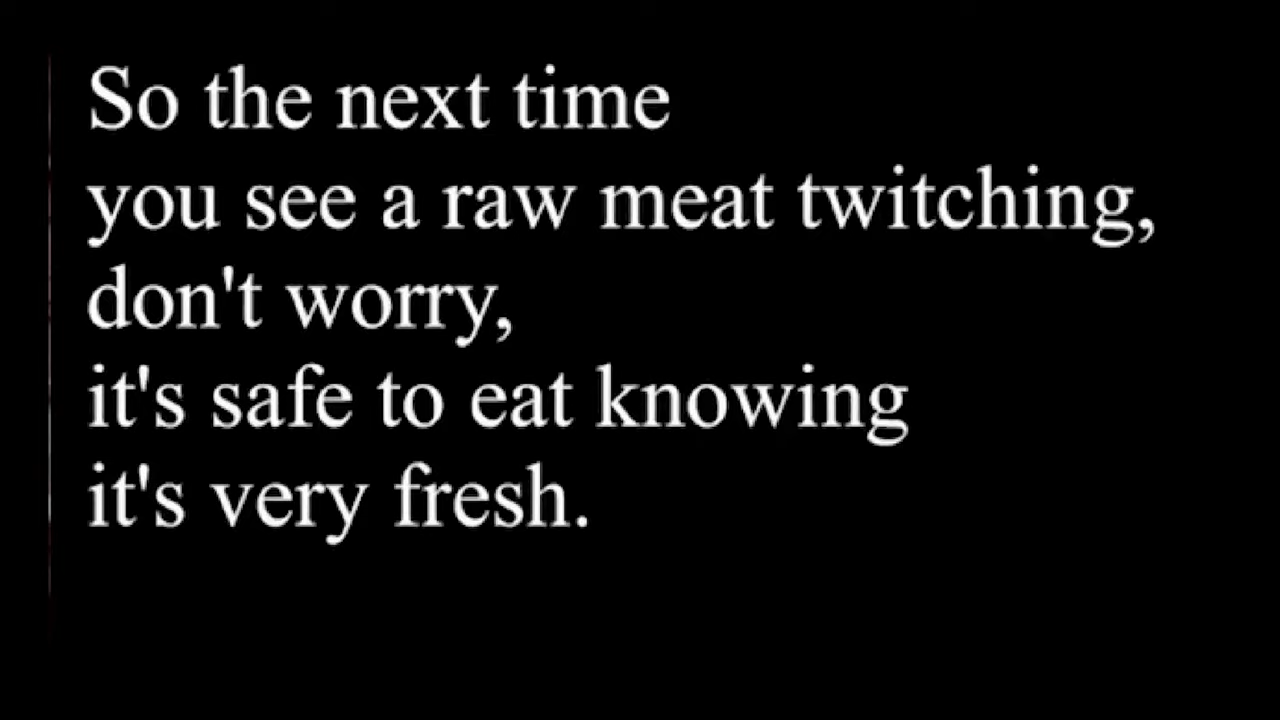 So the next time
you see a raw meat twitching,
don't worry,
it's safe to eat knowing
it's very fresh.